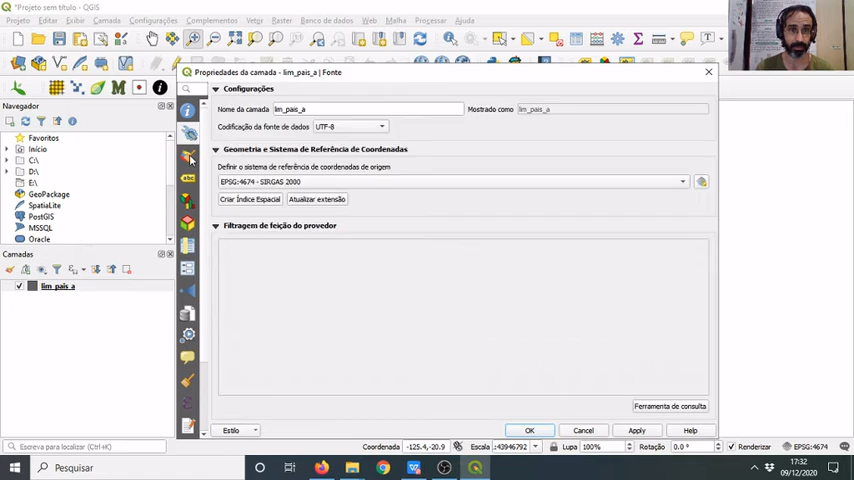 *Projeto sem título - QGIS
Projeto Editar Exibir Camada Configurações Complementos Vetor Raster Banco de dados Web Malha Processar Ajuda
Propriedades da camada - lim_pais_a | Fonte
Configurações
Nome da camada lim_pais_a Mostrado como lim_pais_a
Codificação da fonte de dados UTF-8
Geometria e Sistema de Referência de Coordenadas
Definir o sistema de referência de coordenadas de origem
EPSG:4674 - SIRGAS 2000
Criar Índice Espacial Atualizar extensão
Filtragem de feição do provedor
Ferramenta de consulta
Estilo OK Cancel Apply Help
Navegador
Favoritos
Início
C:\
D:\
E:\
GeoPackage
SpatiaLite
PostGIS
MSSQL
Oracle
Camadas
lim_pais_a
abc
Escreva para localizar (Ctrl+K) Coordenada -125.4,-20.9 Escala :43946792 Lupa 100% Rotação 0.0 ° Renderizar EPSG:4674
Pesquisar
17:32
09/12/2020